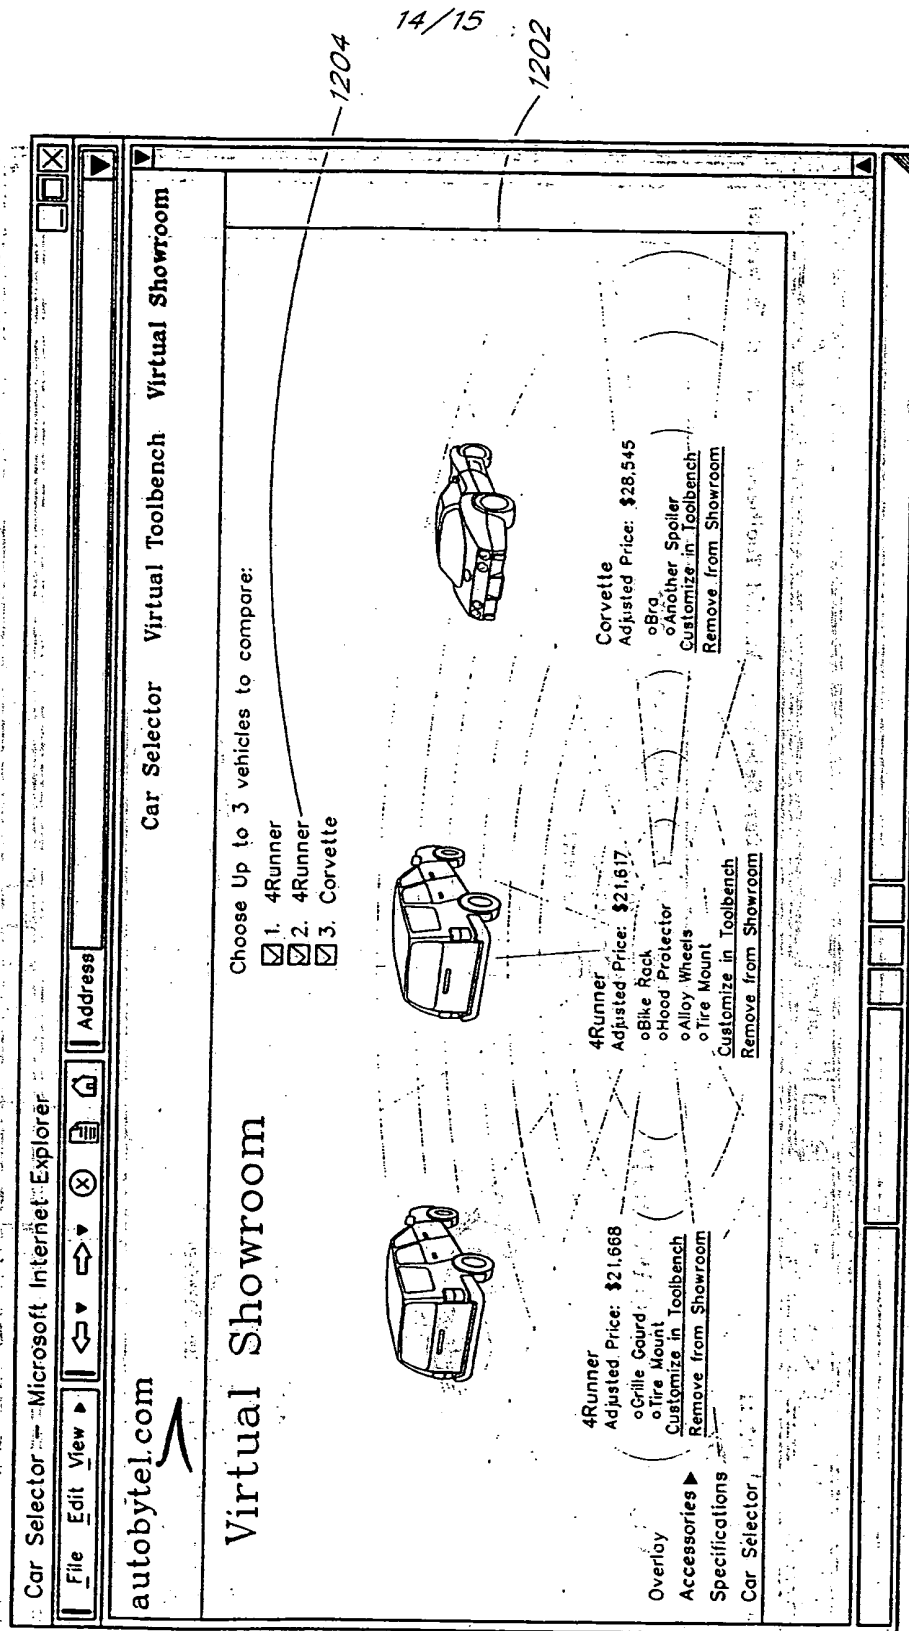 14/15
1204
1202
Car Selector - Microsoft Internet Explorer
File Edit View Address
autobytel.com
Car Selector Virtual Toolbench Virtual Showroom
Virtual Showroom
Choose Up to 3 vehicles to compare:
1. 4Runner
2. 4Runner
3. Corvette
4Runner
Adjusted Price: $21,668
oGrille Gaurd
oTire Mount
Customize in Toolbench
Remove from Showroom
4Runner
Adjusted Price: $21,617
oBike Rack
oHood Protector
oAlloy Wheels
oTire Mount
Customize in Toolbench
Remove from Showroom
Corvette
Adjusted Price: $28,545
oBra
oAnother Spoiler
Customize in Toolbench
Remove from Showroom
Overlay
Accessories
Specifications
Car Selector